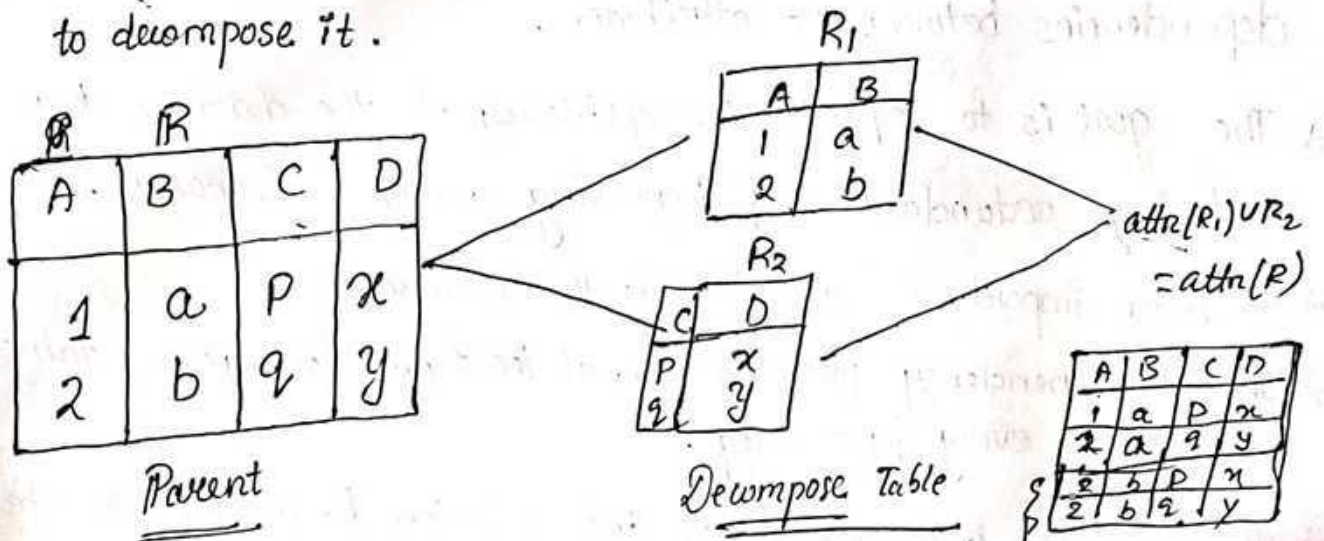 to decompose it.
R
A B C D
1 a p x
2 b q y
Parent
R1
A B
1 a
2 b
R2
C D
p x
q y
Decompose Table
attr(R1)UR2
=attr(R)
A B C D
1 a p x
2 a q y
2 b p x
2 b q y